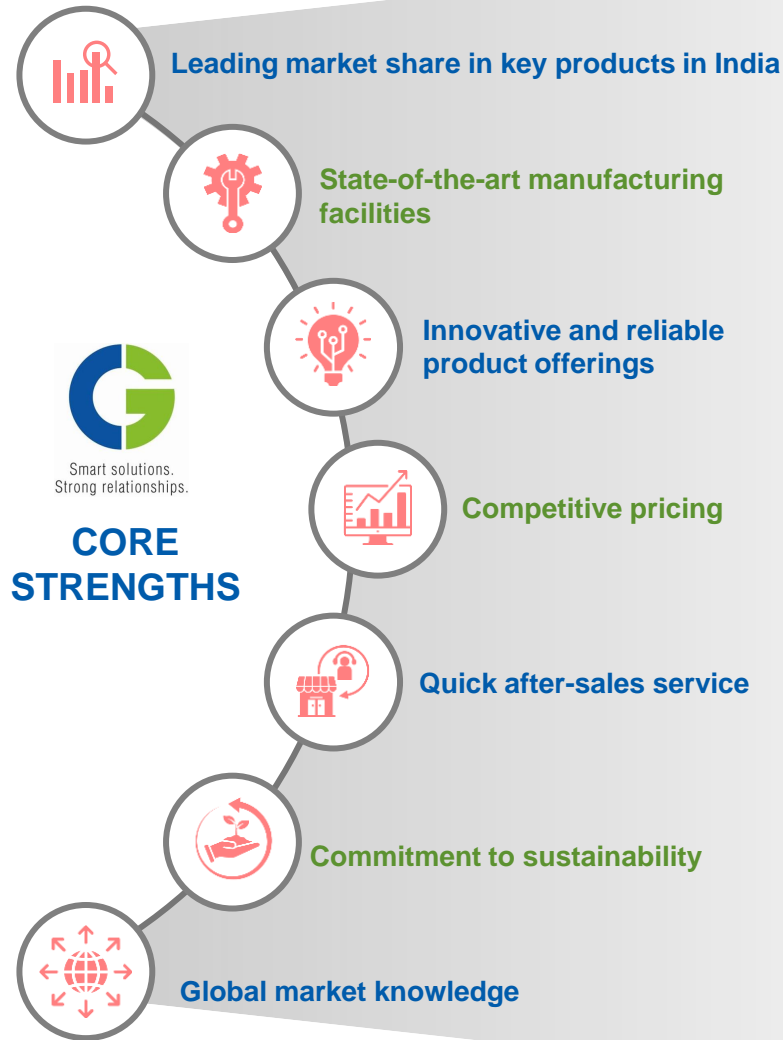 Leading market share in key products in India
State-of-the-art manufacturing
facilities
Innovative and reliable
product offerings
CG
Smart solutions.
Strong relationships.
CORE
STRENGTHS
Competitive pricing
Quick after-sales service
Commitment to sustainability
Global market knowledge